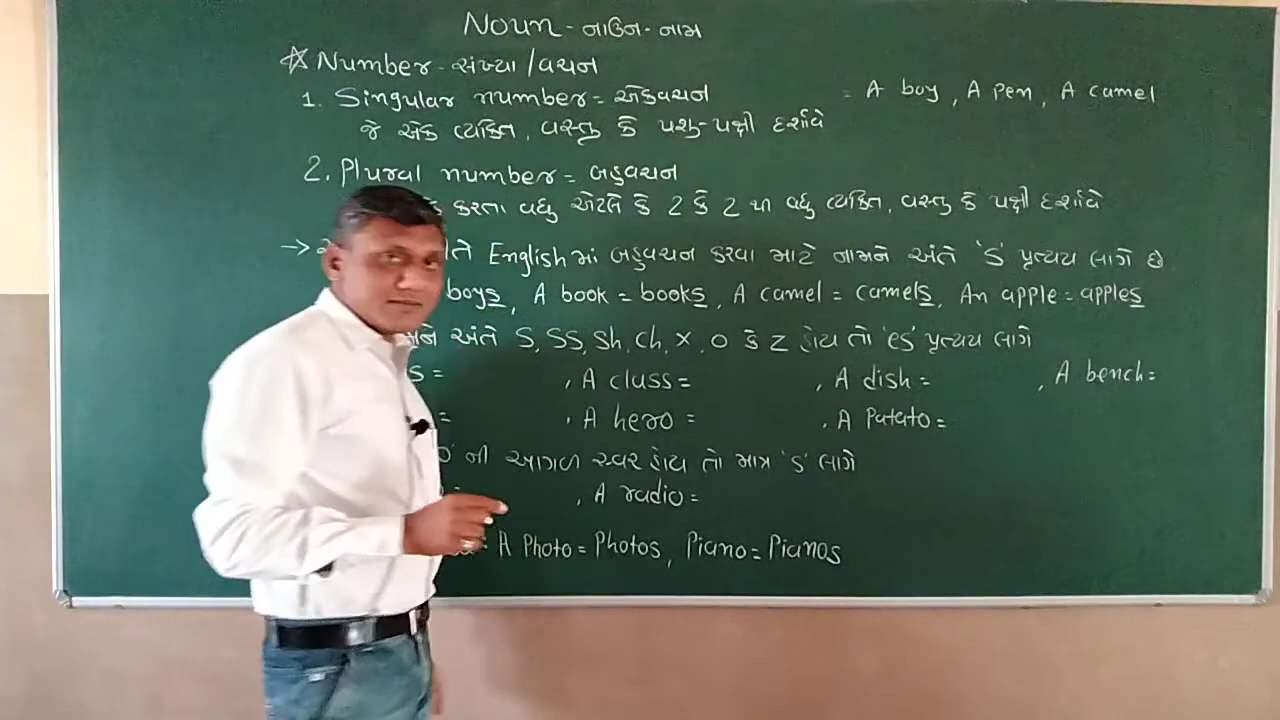 Noun - નાઉન - નામ
☆ Number - સંખ્યા / વચન
1. Singular number = એકવચન = A boy, A Pen, A camel
જે એક વ્યકિત, વસ્તુ કે પશુ-પક્ષી દર્શાવે
2. Plural number = બહુવચન
કરતા વધુ એટલે કે 2 કે 2 થી વધુ વ્યકિત, વસ્તુ કે પક્ષી દર્શાવે
→ તે English માં બહુવચન કરવા માટે નામને અંતે 'S' પ્રત્યય લાગે છે
boys, A book = books, A camel = camels, An apple = apples
અંતે S, SS, Sh, Ch, X, O કે Z હોય તો 'es' પ્રત્યય લાગે
S = , A class = , A dish = , A bench =
= , A hero = , A Patato =
'O' ની આગળ સ્વર હોય તો માત્ર 'S' લાગે
= , A radio =
A Photo = Photos, Piano = Pianos